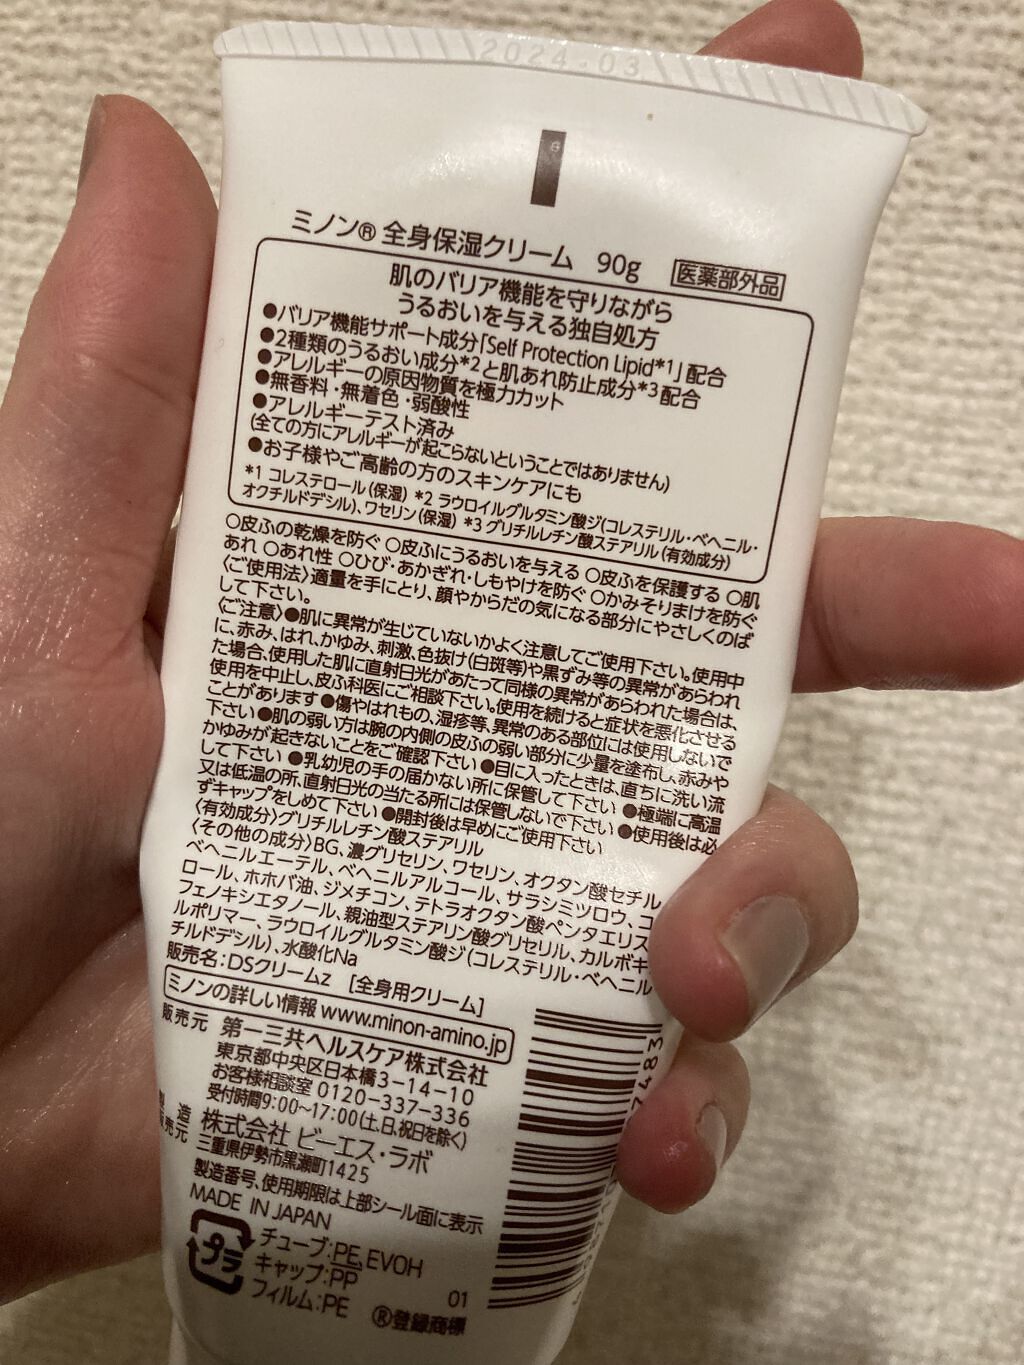 2024.03
ミノン® 全身保湿クリーム 90g 医薬部外品
肌のバリア機能を守りながら
うるおいを与える独自処方
●バリア機能サポート成分「Self Protection Lipid*1」配合
●2種類のうるおい成分*2と肌あれ防止成分*3配合
●アレルギーの原因物質を極力カット
●無香料・無着色・弱酸性
●アレルギーテスト済み
(全ての方にアレルギーが起こらないということではありません)
●お子様やご高齢の方のスキンケアにも
*1 コレステロール(保湿) *2 ラウロイルグルタミン酸ジ(コレステリル・ベヘニル・
オクチルドデシル)、ワセリン(保湿) *3 グリチルレチン酸ステアリル(有効成分)
○皮ふの乾燥を防ぐ ○皮ふにうるおいを与える ○皮ふを保護する ○肌
あれ ○あれ性 ○ひび・あかぎれ・しもやけを防ぐ ○かみそりまけを防ぐ
〈ご使用法〉適量を手にとり、顔やからだの気になる部分にやさしくのば
して下さい。
〈ご注意〉●肌に異常が生じていないかよく注意してご使用下さい。使用中
に、赤み、はれ、かゆみ、刺激、色抜け(白斑等)や黒ずみ等の異常があらわれ
た場合、使用した肌に直射日光があたって同様の異常があらわれた場合は、
使用を中止し、皮ふ科医にご相談下さい。使用を続けると症状を悪化させる
ことがあります ●傷やはれもの、湿疹等、異常のある部位には使用しないで
下さい ●肌の弱い方は腕の内側の皮ふの弱い部分に少量を塗布し、赤みや
かゆみが起きないことをご確認下さい ●目に入ったときは、直ちに洗い流
して下さい ●乳幼児の手の届かない所に保管して下さい ●極端に高温
又は低温の所、直射日光の当たる所には保管しないで下さい ●使用後は必
ずキャップをしめて下さい ●開封後は早めにご使用下さい
〈有効成分〉グリチルレチン酸ステアリル
〈その他の成分〉BG、濃グリセリン、ワセリン、オクタン酸セチル
ベヘニルエーテル、ベヘニルアルコール、サラシミツロウ、コ
ロール、ホホバ油、ジメチコン、テトラオクタン酸ペンタエリス
フェノキシエタノール、親油型ステアリン酸グリセリル、カルボキ
ルポリマー、ラウロイルグルタミン酸ジ(コレステリル・ベヘニル
チルドデシル)、水酸化Na
販売名:DSクリームz [全身用クリーム]
ミノンの詳しい情報 www.minon-amino.jp
販売元 第一三共ヘルスケア株式会社
東京都中央区日本橋3-14-10
お客様相談室 0120-337-336
受付時間9:00~17:00(土、日、祝日を除く)
造
売元 株式会社 ビーエス・ラボ
三重県伊勢市黒瀬町1425
製造番号、使用期限は上部シール面に表示
MADE IN JAPAN
プラ チューブ:PE, EVOH
キャップ:PP
フィルム:PE
01
®登録商標